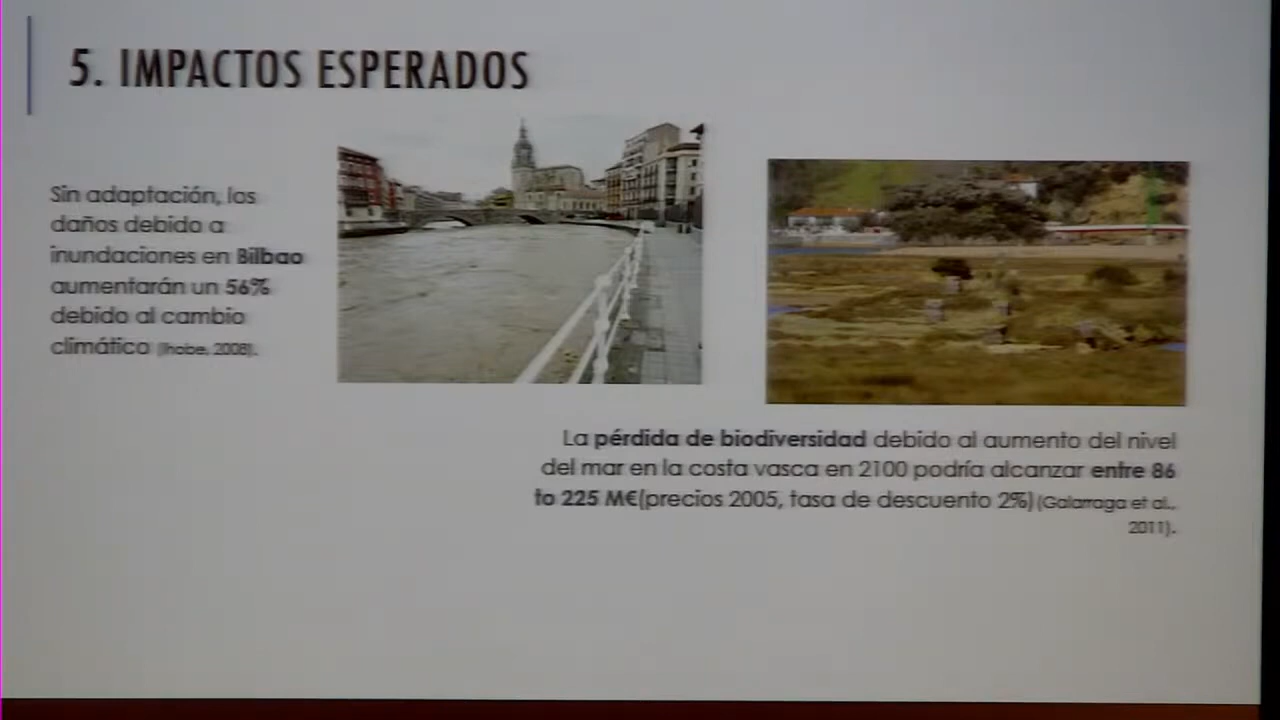 5. IMPACTOS ESPERADOS
Sin adaptación, los
daños debido a
inundaciones en Bilbao
aumentarán un 56%
debido al cambio
climático (Ihobe, 2008).
La pérdida de biodiversidad debido al aumento del nivel
del mar en la costa vasca en 2100 podría alcanzar entre 86
to 225 M€(precios 2005, tasa de descuento 2%) (Galarraga et al.,
2011).